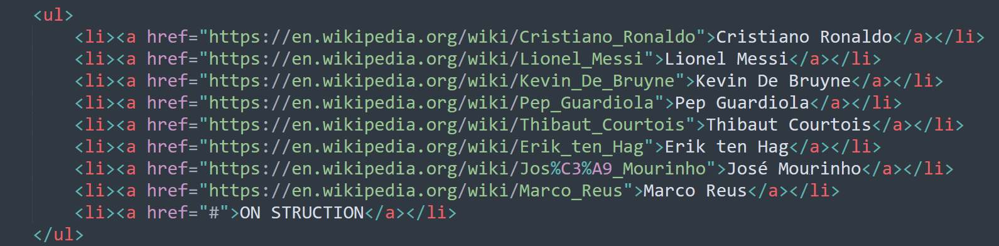 <ul>
<li><a href="https://en.wikipedia.org/wiki/Cristiano_Ronaldo">Cristiano Ronaldo</a></li>
<li><a href="https://en.wikipedia.org/wiki/Lionel_Messi">Lionel Messi</a></li>
<li><a href="https://en.wikipedia.org/wiki/Kevin_De_Bruyne">Kevin De Bruyne</a></li>
<li><a href="https://en.wikipedia.org/wiki/Pep_Guardiola">Pep Guardiola</a></li>
<li><a href="https://en.wikipedia.org/wiki/Thibaut_Courtois">Thibaut Courtois</a></li>
<li><a href="https://en.wikipedia.org/wiki/Erik_ten_Hag">Erik ten Hag</a></li>
<li><a href="https://en.wikipedia.org/wiki/Jos%C3%A9_Mourinho">José Mourinho</a></li>
<li><a href="https://en.wikipedia.org/wiki/Marco_Reus">Marco Reus</a></li>
<li><a href="#">ON STRUCTION</a></li>
</ul>